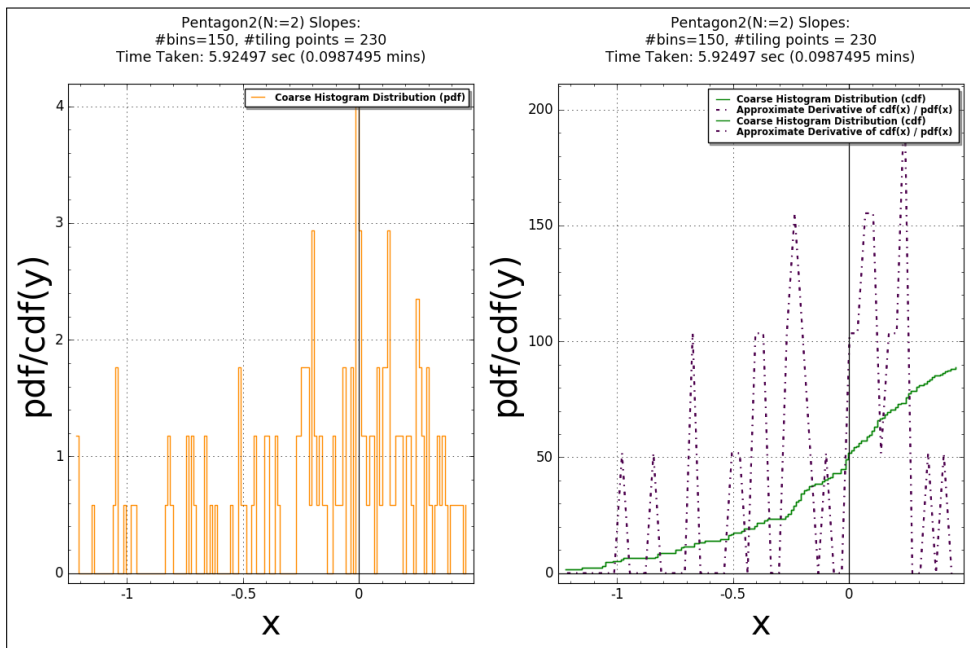 Pentagon2(N:=2) Slopes:
#bins=150, #tiling points = 230
Time Taken: 5.92497 sec (0.0987495 mins)
Coarse Histogram Distribution (pdf)
4
3
2
1
0
pdf/cdf(y)
-1
-0.5
0
x
Pentagon2(N:=2) Slopes:
#bins=150, #tiling points = 230
Time Taken: 5.92497 sec (0.0987495 mins)
Coarse Histogram Distribution (cdf)
Approximate Derivative of cdf(x) / pdf(x)
Coarse Histogram Distribution (cdf)
Approximate Derivative of cdf(x) / pdf(x)
200
150
100
50
0
pdf/cdf(y)
-1
-0.5
0
x